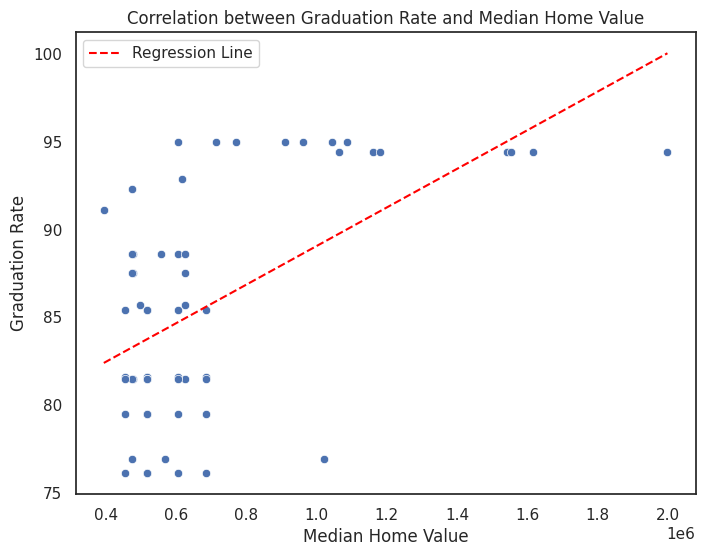 Correlation between Graduation Rate and Median Home Value
Regression Line
100
95
90
85
80
75
Graduation Rate
0.4 0.6 0.8 1.0 1.2 1.4 1.6 1.8 2.0
1e6
Median Home Value